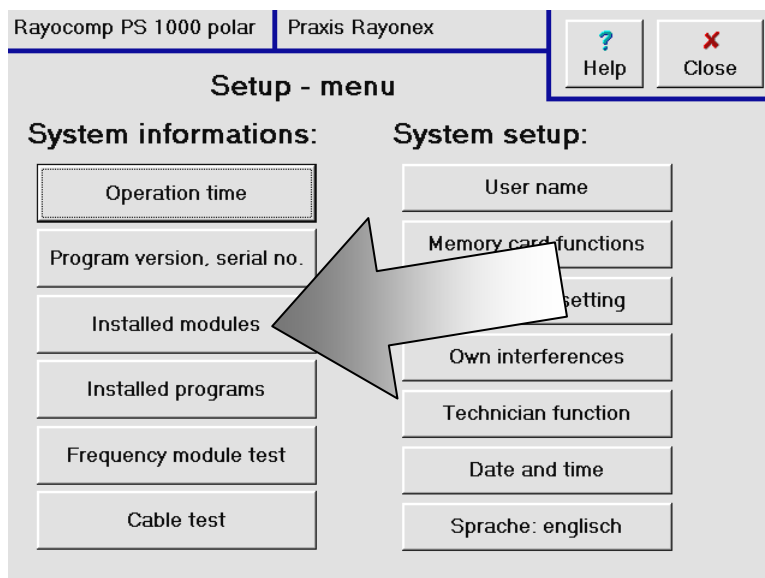 Rayocomp PS 1000 polar
Praxis Rayonex
? Help
X Close
Setup - menu
System informations:
Operation time
Program version, serial no.
Installed modules
Installed programs
Frequency module test
Cable test
System setup:
User name
Memory card functions
setting
Own interferences
Technician function
Date and time
Sprache: englisch